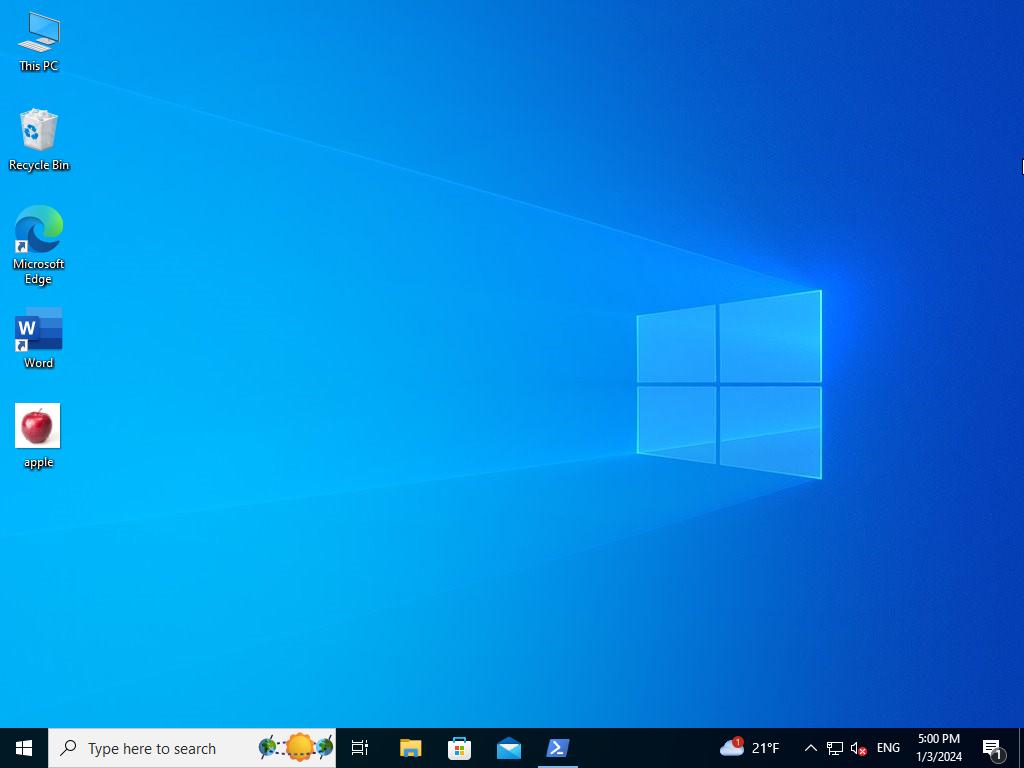 This PC
Recycle Bin
Microsoft
Edge
W
Word
apple
Type here to search
1
21°F
ENG
5:00 PM
1/3/2024
1